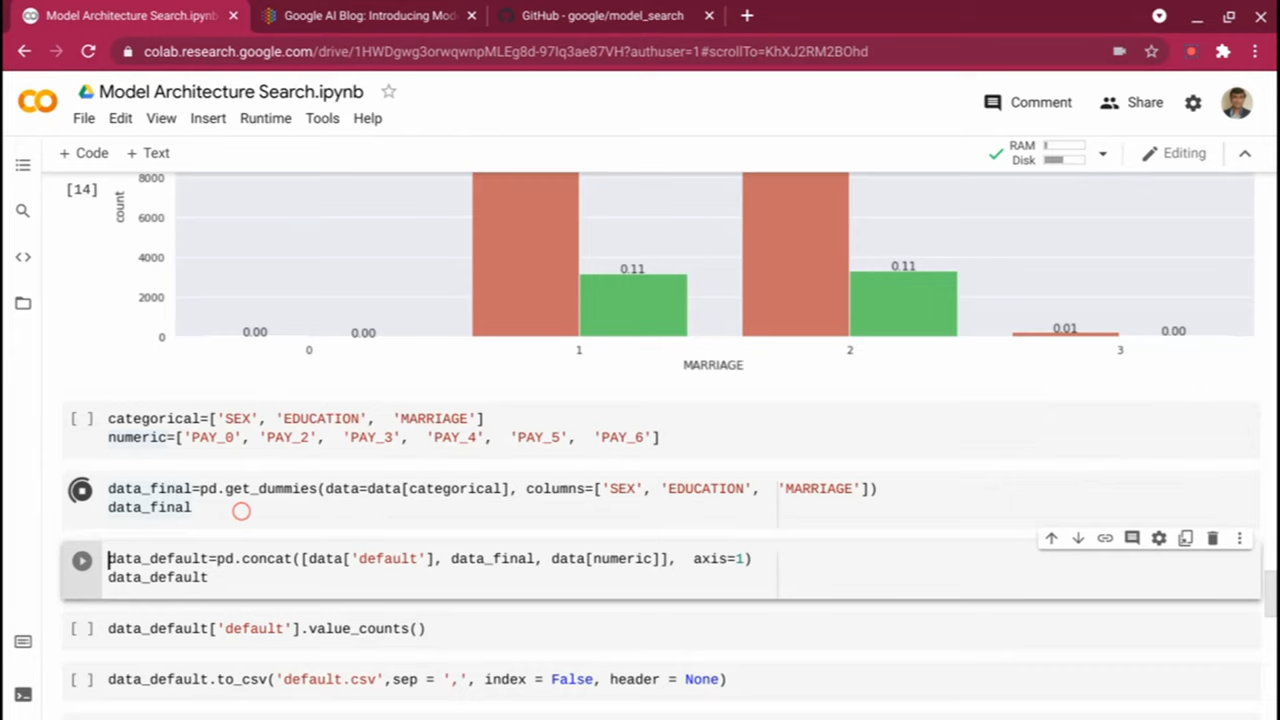 Model Architecture Search.ipynb
Google AI Blog: Introducing Mod
GitHub - google/model_search
colab.research.google.com/drive/1HWDgwg3orwqwnpMLEg8d-97Iq3ae87VH?authuser=1#scrollTo=KhXJ2RM2BOhd
Model Architecture Search.ipynb
Comment
Share
File Edit View Insert Runtime Tools Help
+ Code + Text
RAM
Disk
Editing
[14]
count
8000
6000
4000
2000
0
0.00
0.00
0.11
0.11
0.01
0.00
0 1 2 3
MARRIAGE
[ ] categorical=['SEX', 'EDUCATION', 'MARRIAGE']
numeric=['PAY_0', 'PAY_2', 'PAY_3', 'PAY_4', 'PAY_5', 'PAY_6']
data_final=pd.get_dummies(data=data[categorical], columns=['SEX', 'EDUCATION', 'MARRIAGE'])
data_final
data_default=pd.concat([data['default'], data_final, data[numeric]], axis=1)
data_default
[ ] data_default['default'].value_counts()
[ ] data_default.to_csv('default.csv',sep = ',', index = False, header = None)